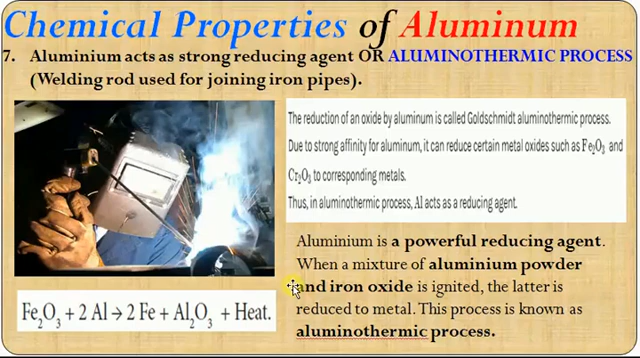 Chemical Properties of Aluminum
7. Aluminium acts as strong reducing agent OR ALUMINOTHERMIC PROCESS
(Welding rod used for joining iron pipes).
The reduction of an oxide by aluminum is called Goldschmidt aluminothermic process.
Due to strong affinity for aluminum, it can reduce certain metal oxides such as Fe₂O₃ and
Cr₂O₃ to corresponding metals.
Thus, in aluminothermic process, Al acts as a reducing agent.
Aluminium is a powerful reducing agent.
When a mixture of aluminium powder
and iron oxide is ignited, the latter is
reduced to metal. This process is known as
aluminothermic process.
Fe₂O₃ + 2 Al → 2 Fe + Al₂O₃ + Heat.